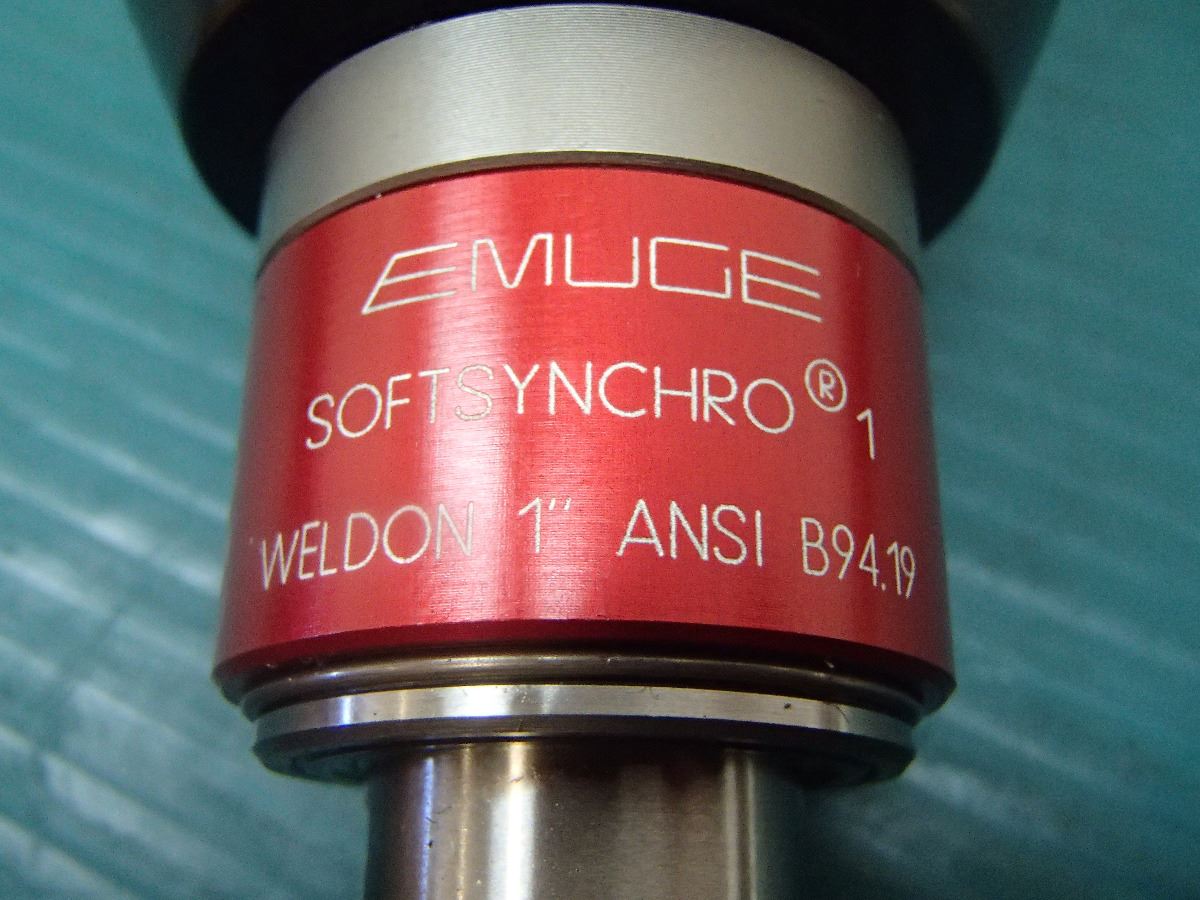 EMUGE
SOFTSYNCHRO® 1
WELDON 1" ANSI B94.19